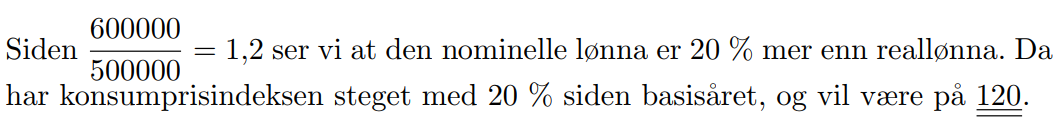 Siden 600000/500000 = 1,2 ser vi at den nominelle lønna er 20 % mer enn reallønna. Da
har konsumprisindeksen steget med 20 % siden basisåret, og vil være på 120.